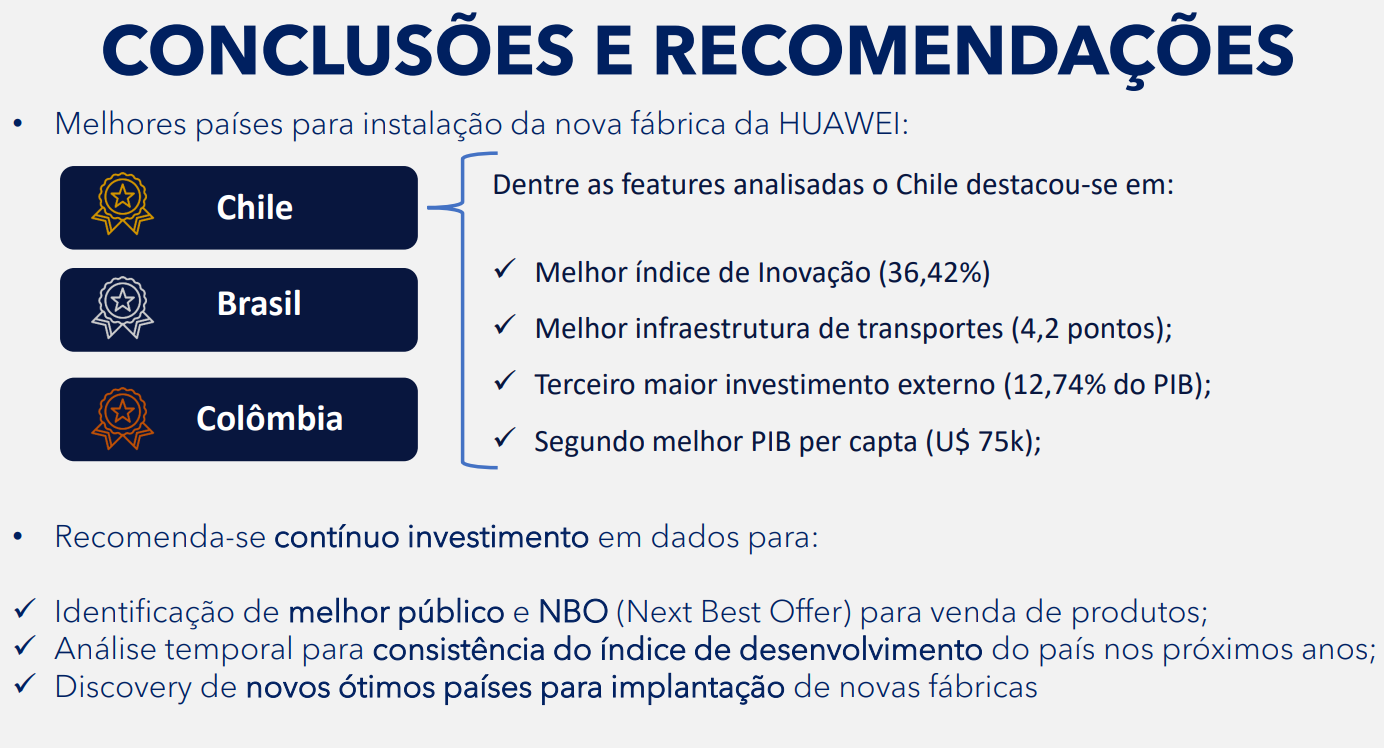 CONCLUSÕES E RECOMENDAÇÕES
• Melhores países para instalação da nova fábrica da HUAWEI:
Chile
Brasil
Colômbia
Dentre as features analisadas o Chile destacou-se em:
✓ Melhor índice de Inovação (36,42%)
✓ Melhor infraestrutura de transportes (4,2 pontos);
✓ Terceiro maior investimento externo (12,74% do PIB);
✓ Segundo melhor PIB per capta (U$ 75k);
• Recomenda-se contínuo investimento em dados para:
✓ Identificação de melhor público e NBO (Next Best Offer) para venda de produtos;
✓ Análise temporal para consistência do índice de desenvolvimento do país nos próximos anos;
✓ Discovery de novos ótimos países para implantação de novas fábricas